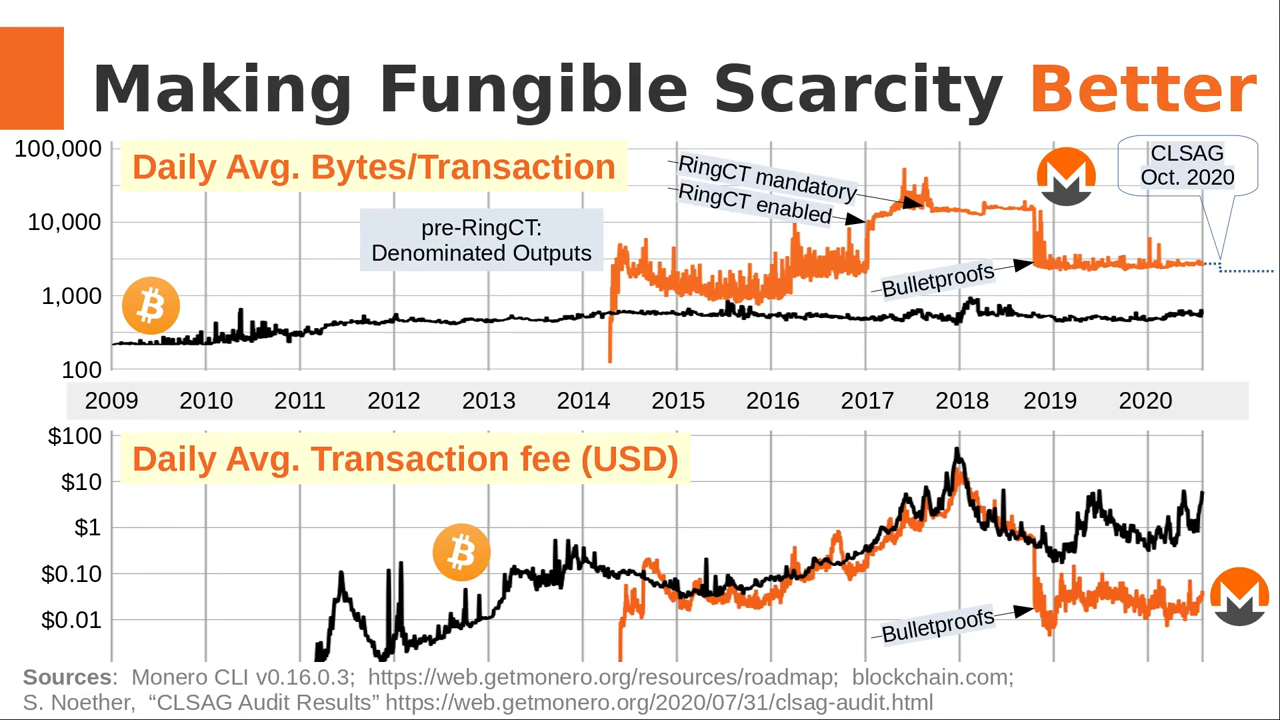 Making Fungible Scarcity Better
100,000
Daily Avg. Bytes/Transaction
RingCT mandatory
RingCT enabled
CLSAG
Oct. 2020
10,000
pre-RingCT:
Denominated Outputs
Bulletproofs
1,000
100
2009 2010 2011 2012 2013 2014 2015 2016 2017 2018 2019 2020
$100
Daily Avg. Transaction fee (USD)
$10
$1
$0.10
$0.01
Bulletproofs
Sources: Monero CLI v0.16.0.3; https://web.getmonero.org/resources/roadmap; blockchain.com;
S. Noether, “CLSAG Audit Results” https://web.getmonero.org/2020/07/31/clsag-audit.html